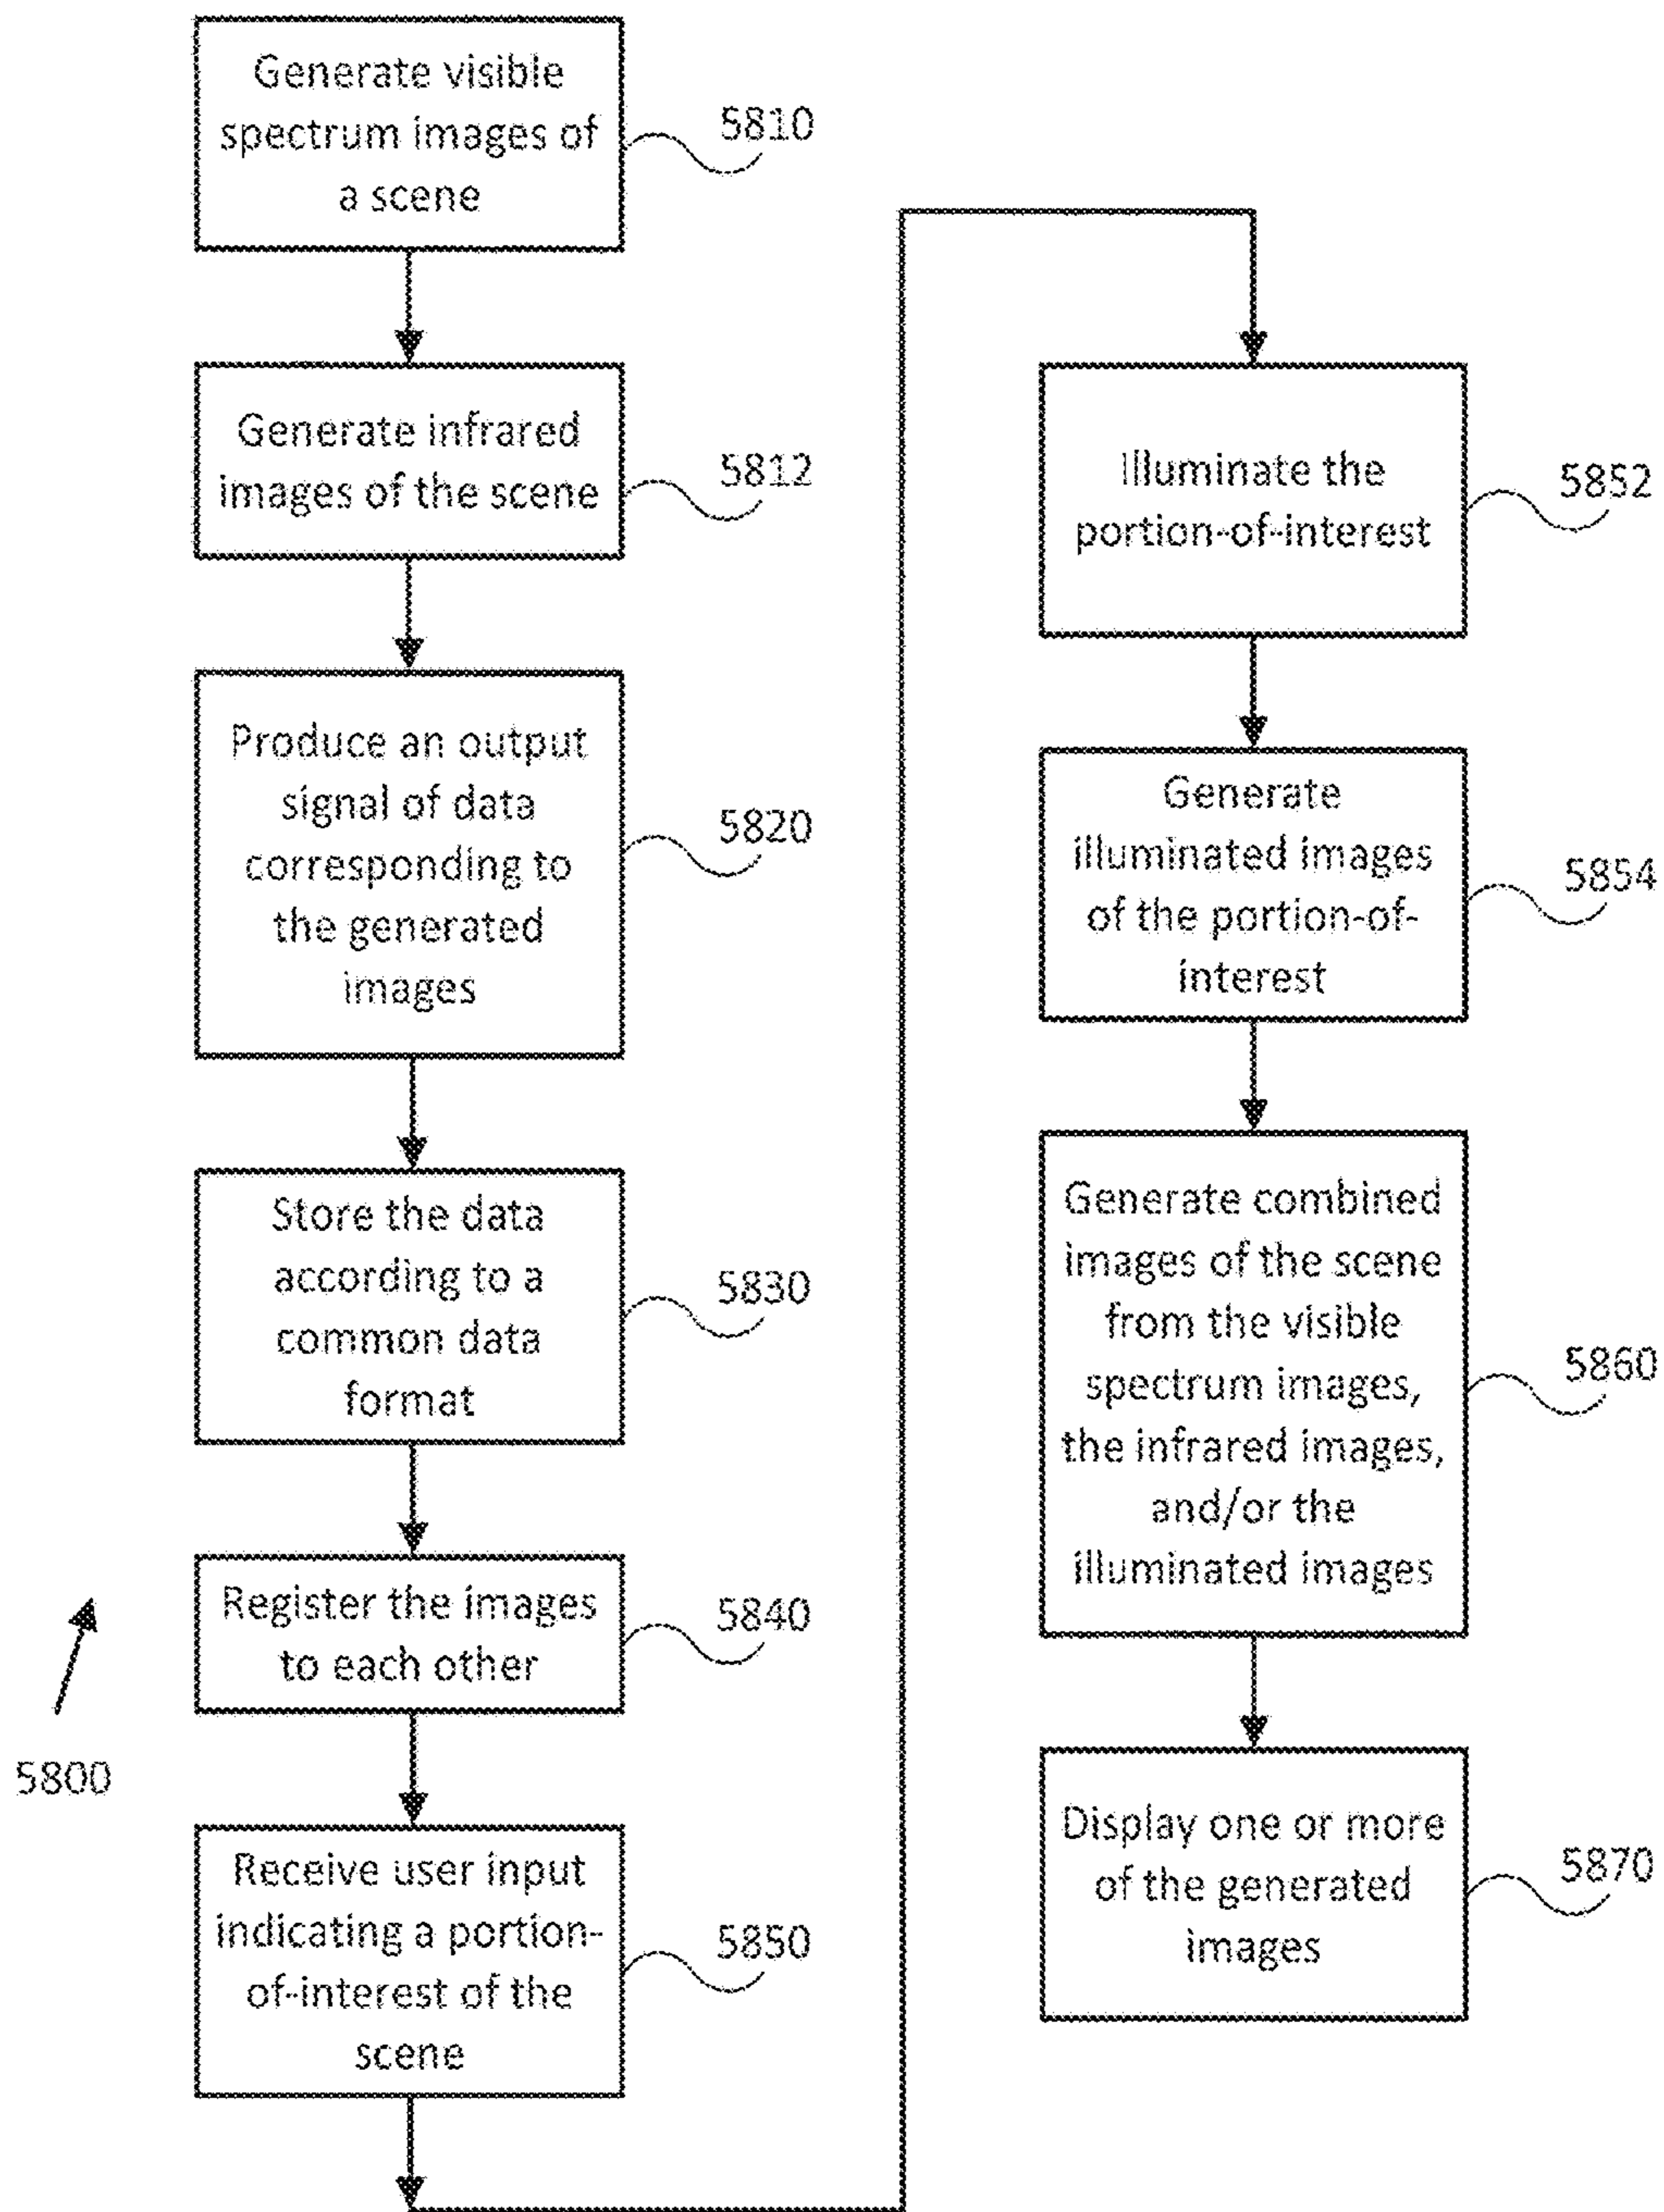 Generate visible
spectrum images of
a scene
5810
Generate infrared
images of the scene
5812
Produce an output
signal of data
corresponding to
the generated
images
5820
Store the data
according to a
common data
format
5830
Register the images
to each other
5840
5800
Receive user input
indicating a portion-
of-interest of the
scene
5850
Illuminate the
portion-of-interest
5852
Generate
illuminated images
of the portion-of-
interest
5854
Generate combined
images of the scene
from the visible
spectrum images,
the infrared images,
and/or the
illuminated images
5860
Display one or more
of the generated
images
5870